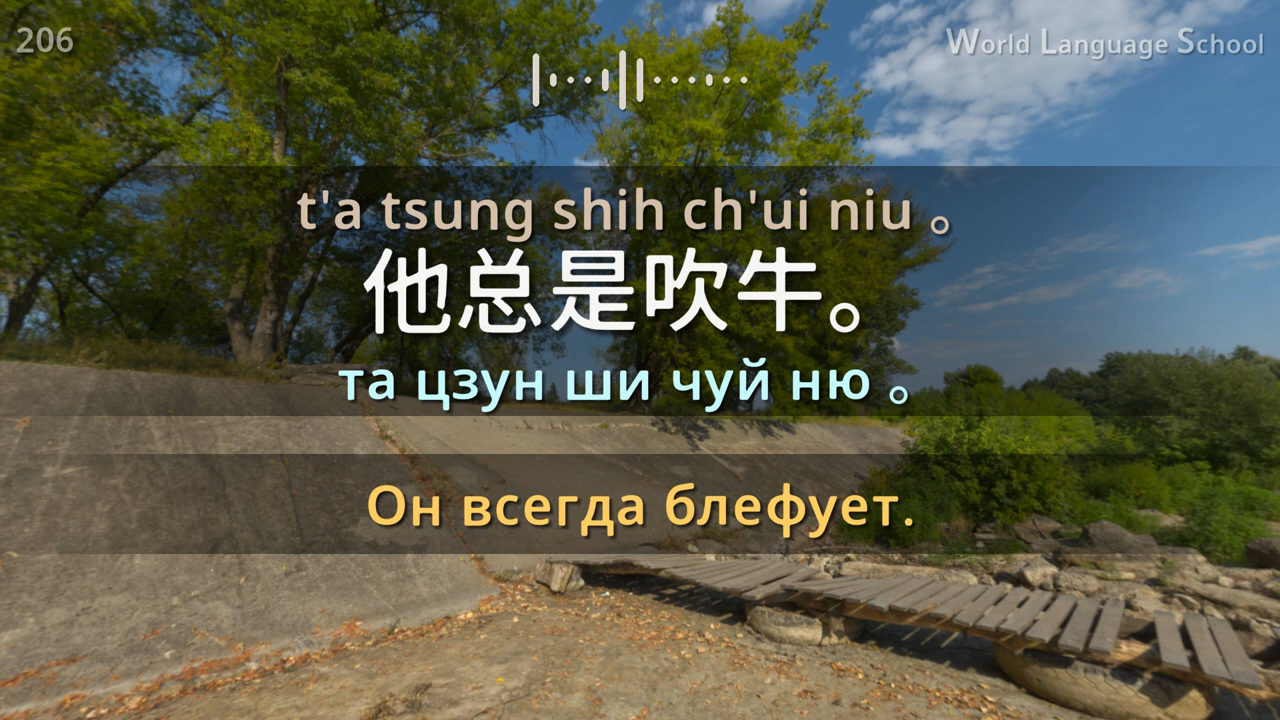 206
World Language School
t'a tsung shih ch'ui niu 。
他总是吹牛。
та цзун ши чуй ню 。
Он всегда блефует.